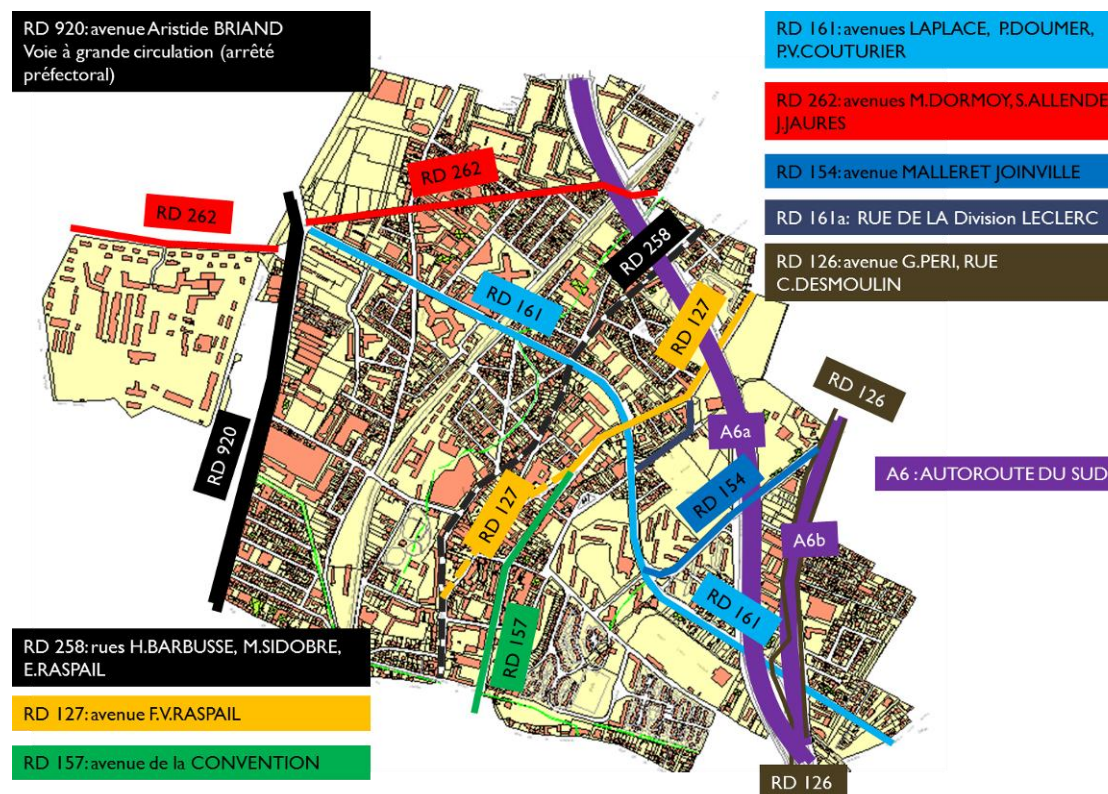 RD 920: avenue Aristide BRIAND
Voie à grande circulation (arrêté
préfectoral)
RD 161: avenues LAPLACE, P.DOUMER,
P.V.COUTURIER
RD 262: avenues M.DORMOY, S.ALLENDE
J.JAURES
RD 154: avenue MALLERET JOINVILLE
RD 161a: RUE DE LA Division LECLERC
RD 126: avenue G.PERI, RUE
C.DESMOULIN
RD 262
RD 262
RD 258
RD 161
RD 127
RD 126
A6a
RD 920
A6 : AUTOROUTE DU SUD
RD 154
RD 127
A6b
RD 161
RD 157
RD 258: rues H.BARBUSSE, M.SIDOBRE,
E.RASPAIL
RD 127: avenue F.V.RASPAIL
RD 157: avenue de la CONVENTION
RD 126